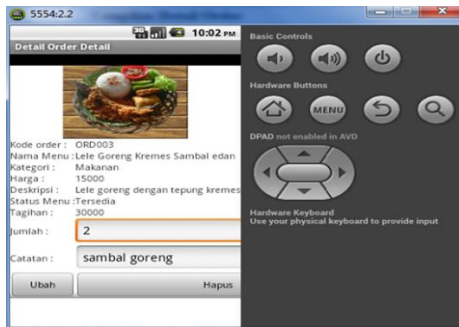 5554:2.2
10:02 PM
Detail Order Detail
Kode order : ORD003
Nama Menu :Lele Goreng Kremes Sambal edan
Kategori : Makanan
Harga : 15000
Deskripsi : Lele goreng dengan tepung kremes
Status Menu :Tersedia
Tagihan : 30000
Jumlah : 2
Catatan : sambal goreng
Ubah Hapus
Basic Controls
Hardware Buttons
MENU
DPAD not enabled in AVD
Hardware Keyboard
Use your physical keyboard to provide input